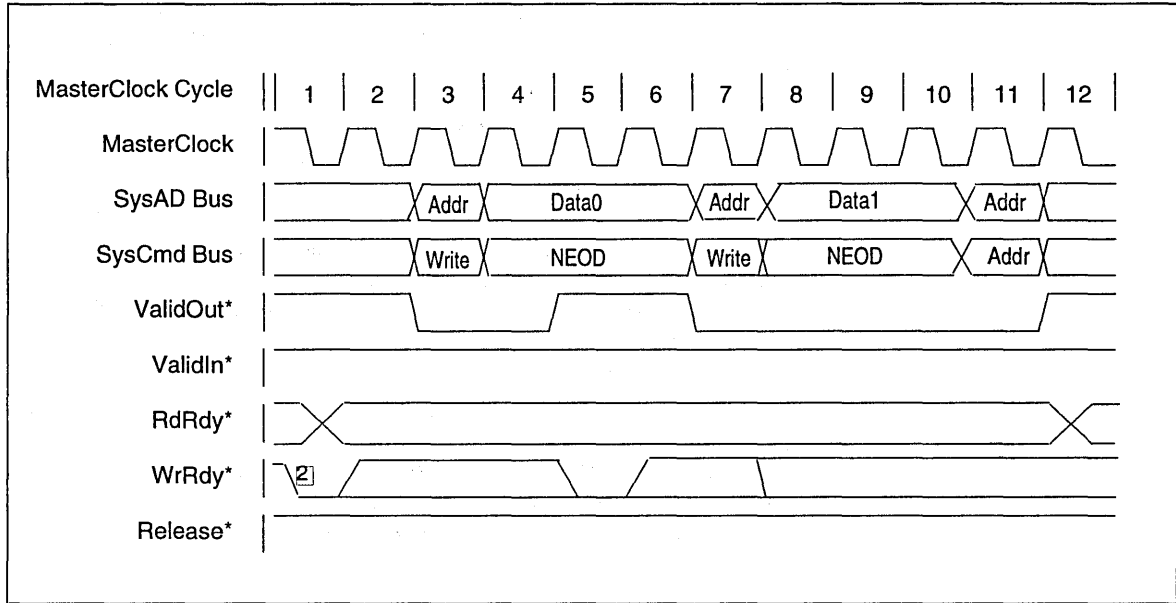 MasterClock Cycle 1 2 3 4 5 6 7 8 9 10 11 12
MasterClock
SysAD Bus Addr Data0 Addr Data1 Addr
SysCmd Bus Write NEOD Write NEOD Addr
ValidOut*
ValidIn*
RdRdy*
WrRdy* 2
Release*